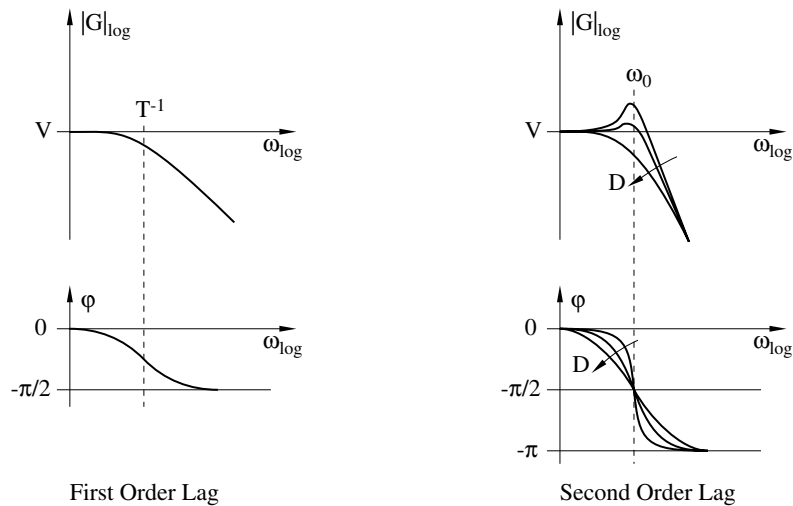 |G|log
V
T-1
ωlog
φ
0
ωlog
-π/2
First Order Lag
|G|log
ω0
V
ωlog
D
φ
0
ωlog
D
-π/2
-π
Second Order Lag